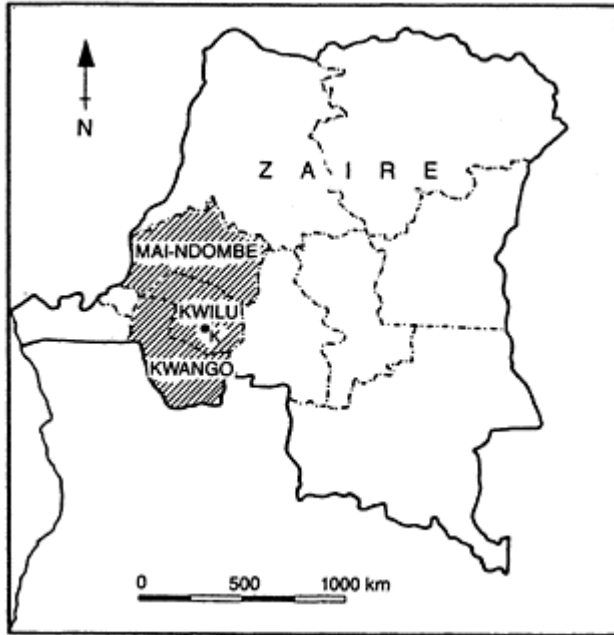 N
Z A I R E
MAI-NDOMBE
KWILU
K
KWANGO
0 500 1000 km